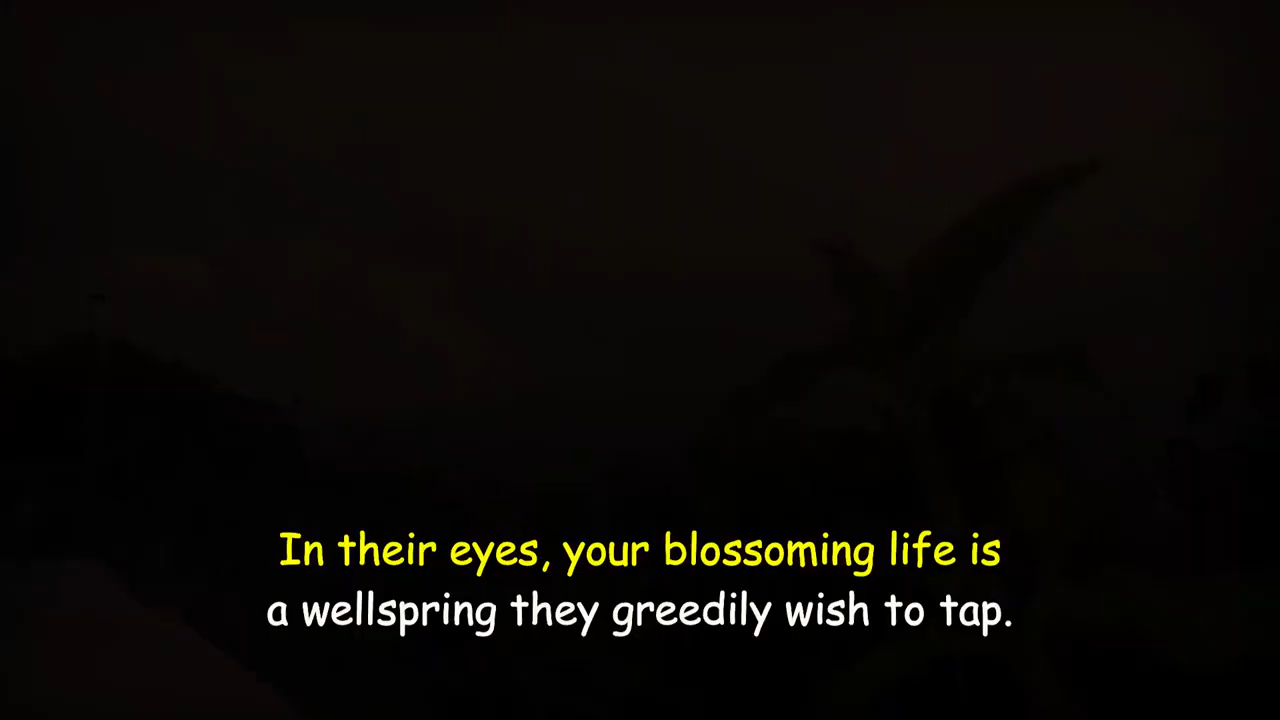 In their eyes, your blossoming life is
a wellspring they greedily wish to tap.